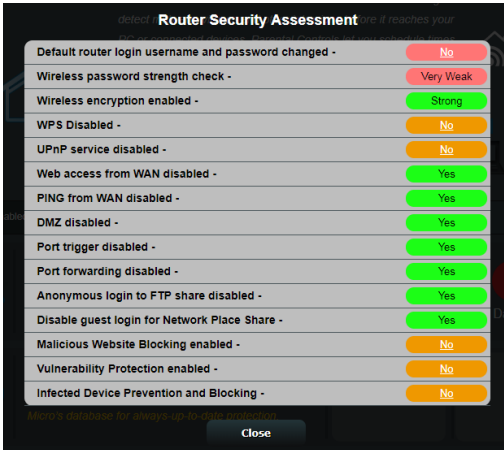 detect
it reaches your
Router Security Assessment
Default router login username and password changed - No
Wireless password strength check - Very Weak
Wireless encryption enabled - Strong
WPS Disabled - No
UPnP service disabled - No
Web access from WAN disabled - Yes
PING from WAN disabled - Yes
DMZ disabled - Yes
Port trigger disabled - Yes
Port forwarding disabled - Yes
Anonymous login to FTP share disabled - Yes
Disable guest login for Network Place Share - Yes
Malicious Website Blocking enabled - No
Vulnerability Protection enabled - No
Infected Device Prevention and Blocking - No
Micro's database for always-up-to-date protection.
Close